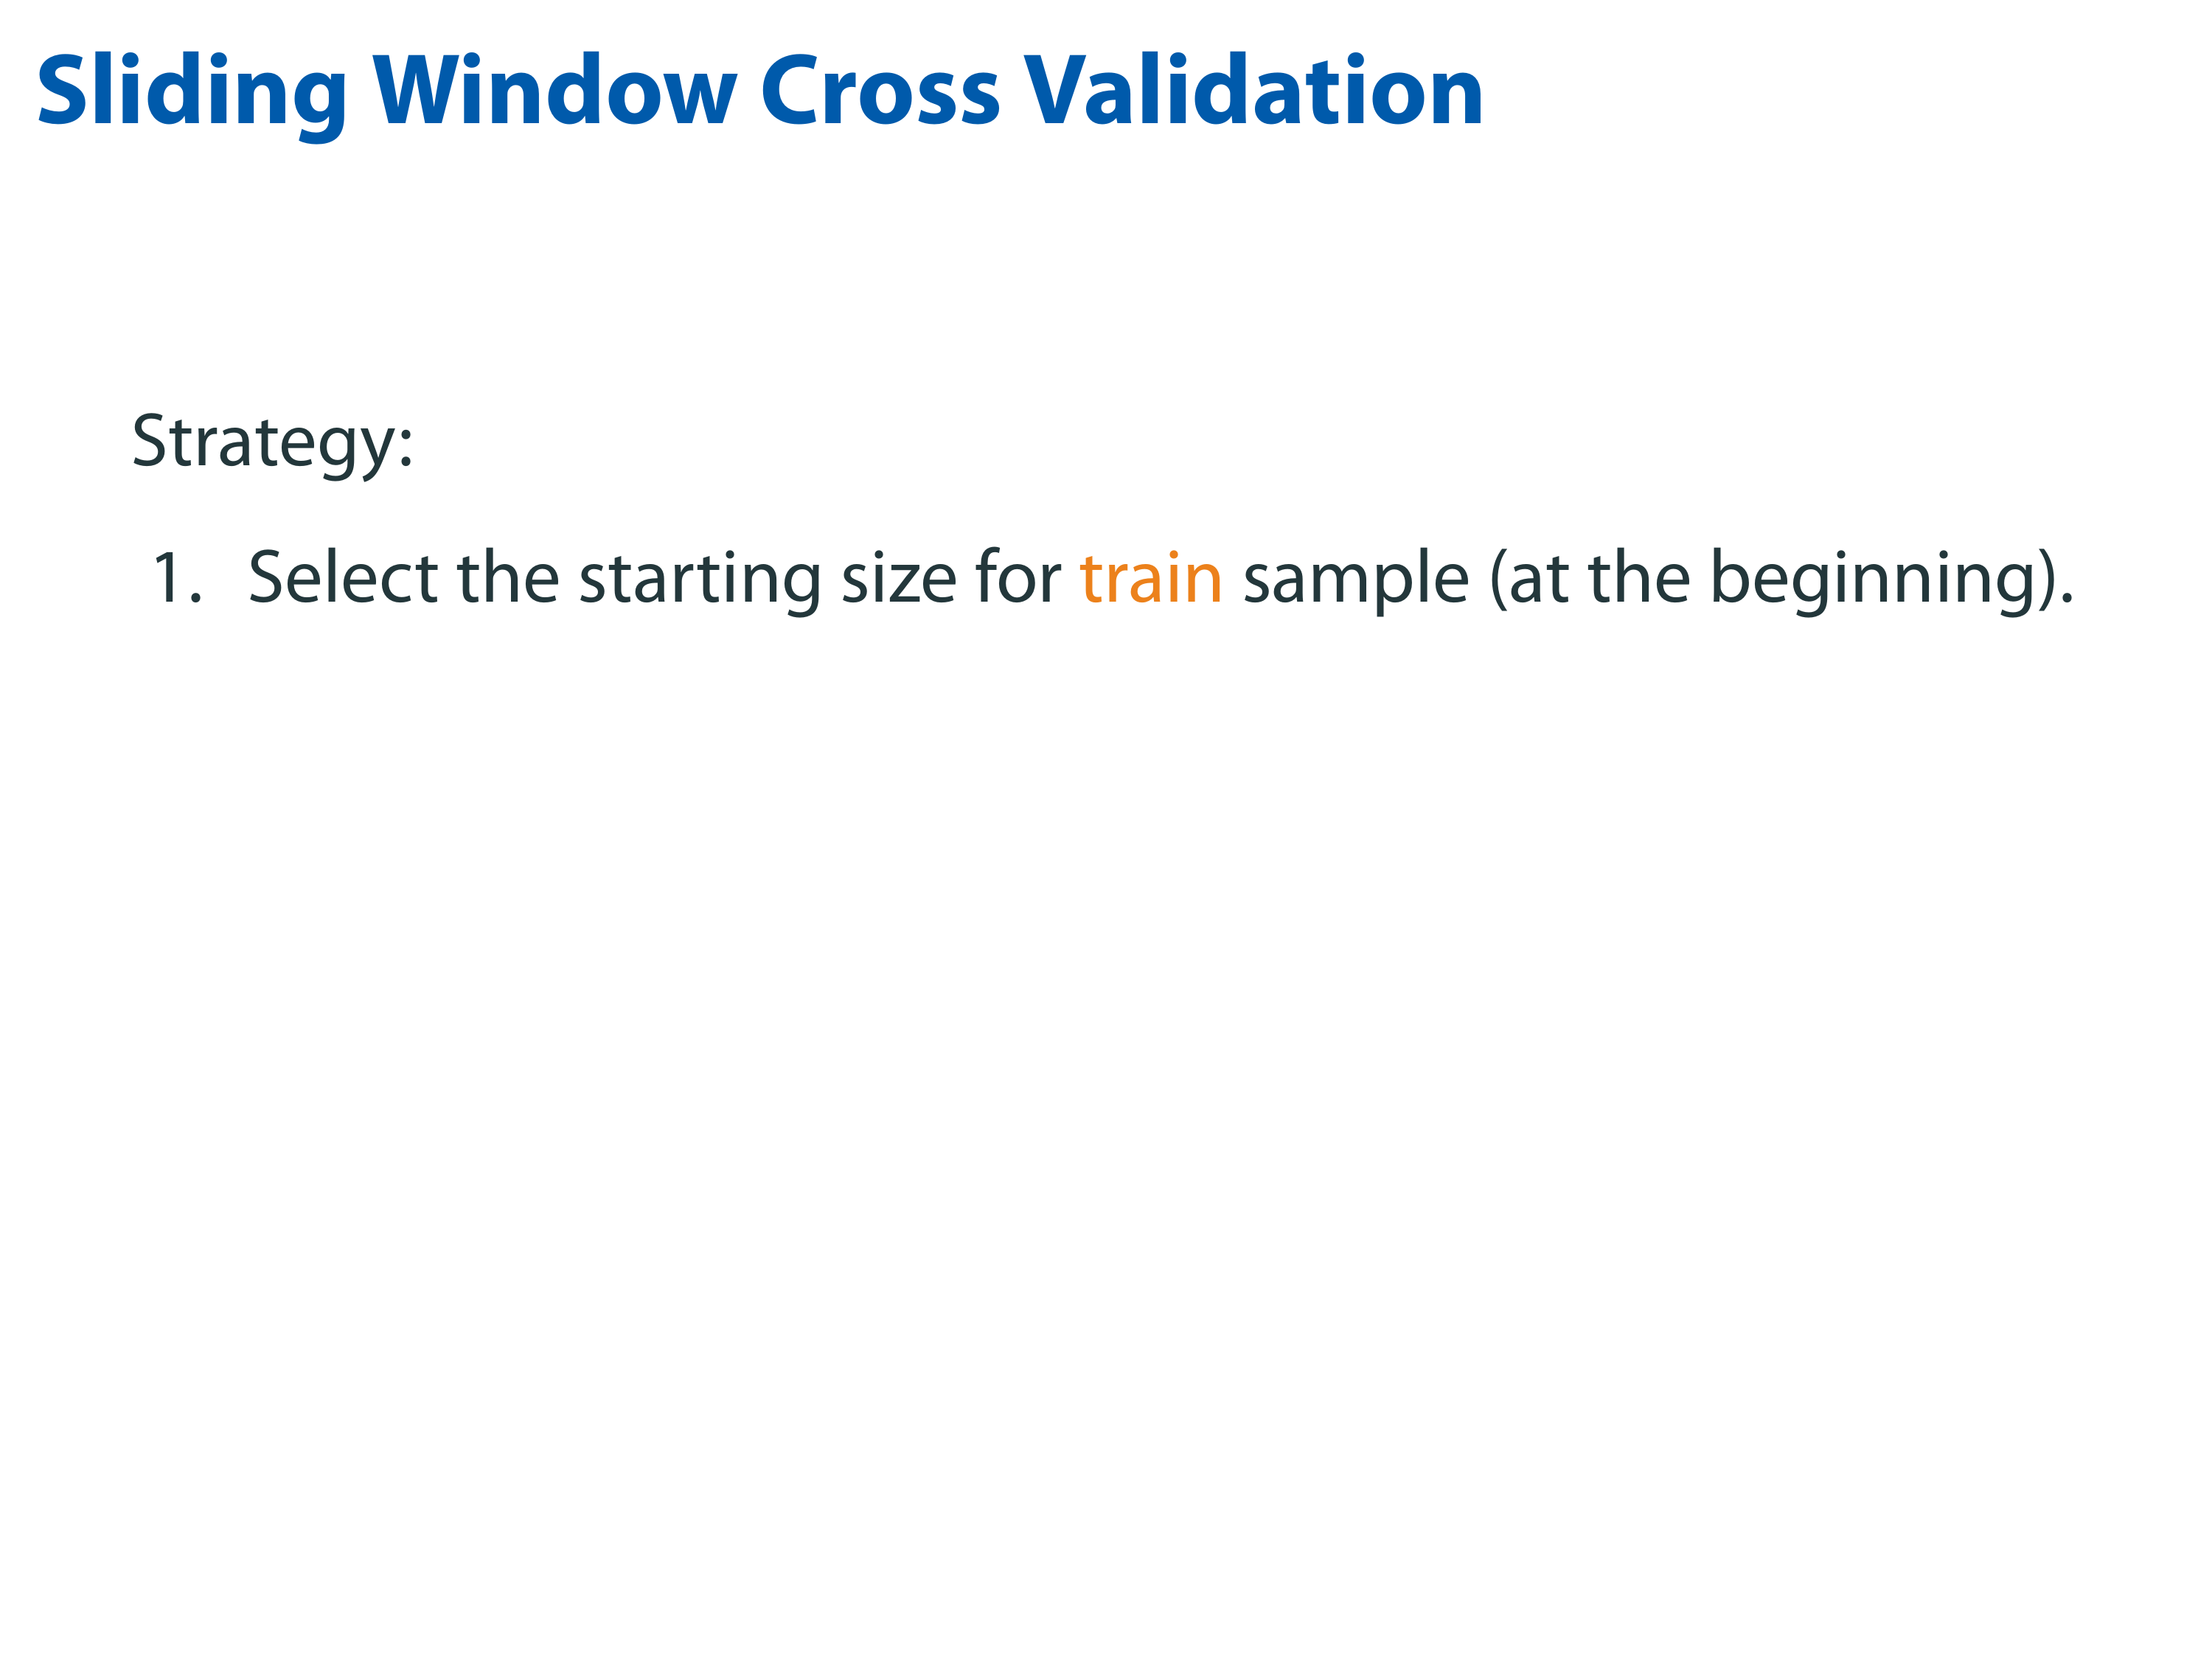 Sliding Window Cross Validation
Strategy:
1. Select the starting size for train sample (at the beginning).